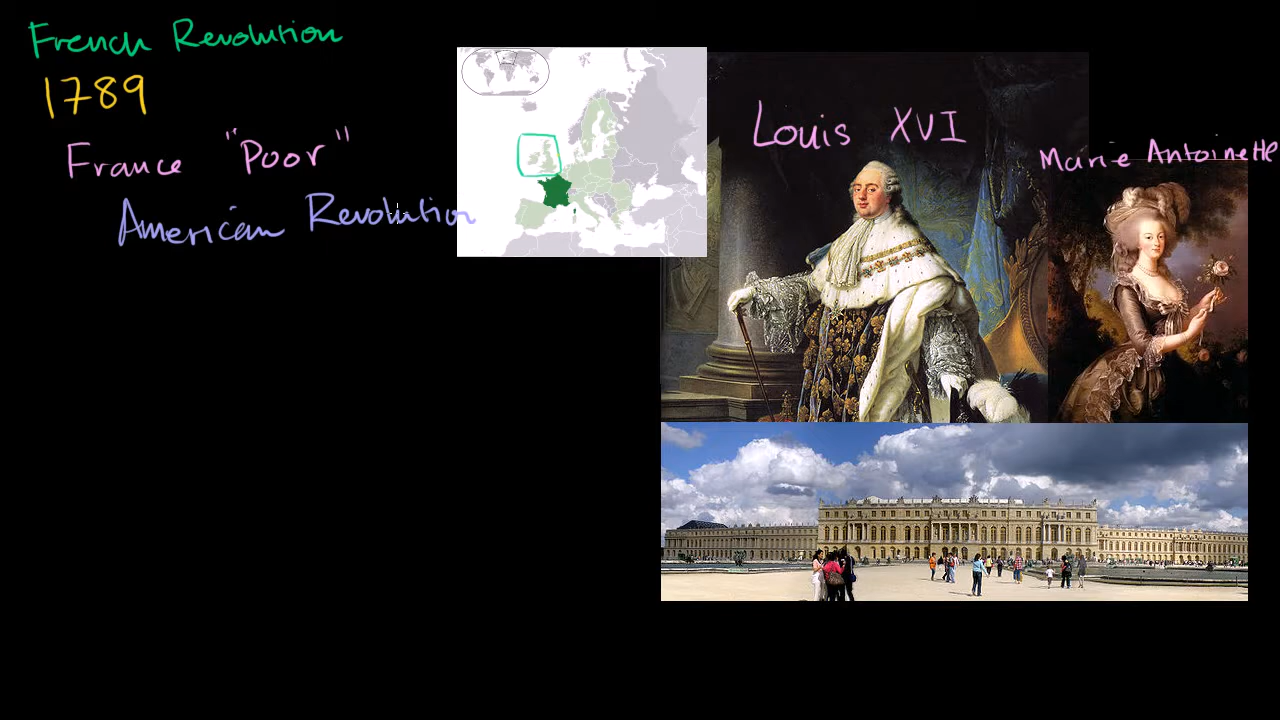 French Revolution
1789
France "Poor"
American Revolution
Louis XVI
Marie Antoinette